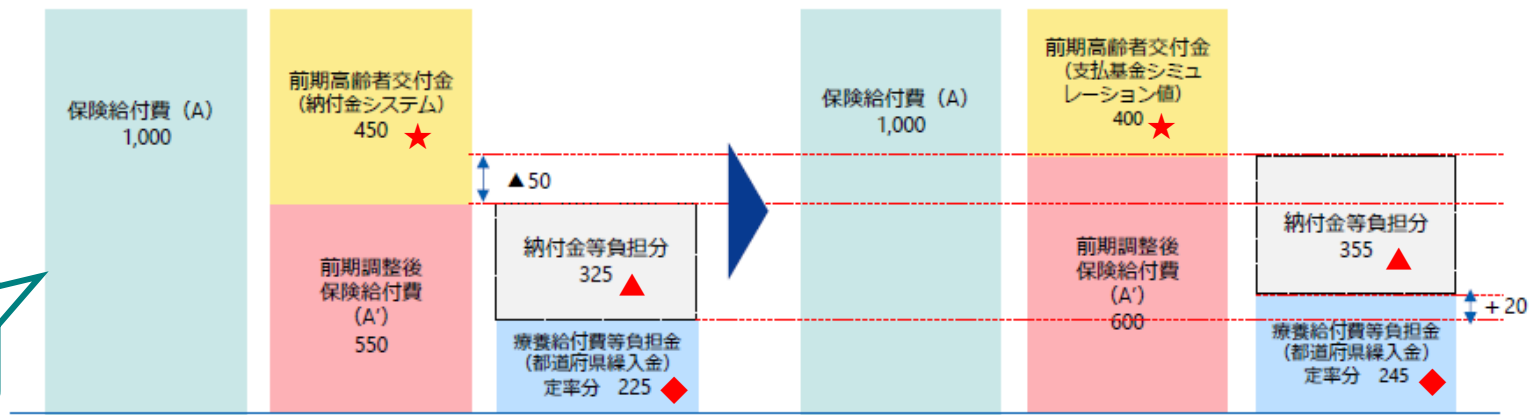 保険給付費（A）
1,000
前期高齢者交付金
（納付金システム）
450
▲50
前期調整後
保険給付費
（A’）
550
納付金等負担分
325
療養給付費等負担金
（都道府県繰入金）
定率分　225
保険給付費（A）
1,000
前期高齢者交付金
（支払基金シミュ
レーション値）
400
前期調整後
保険給付費
（A’）
600
納付金等負担分
355
＋20
療養給付費等負担金
（都道府県繰入金）
定率分　245